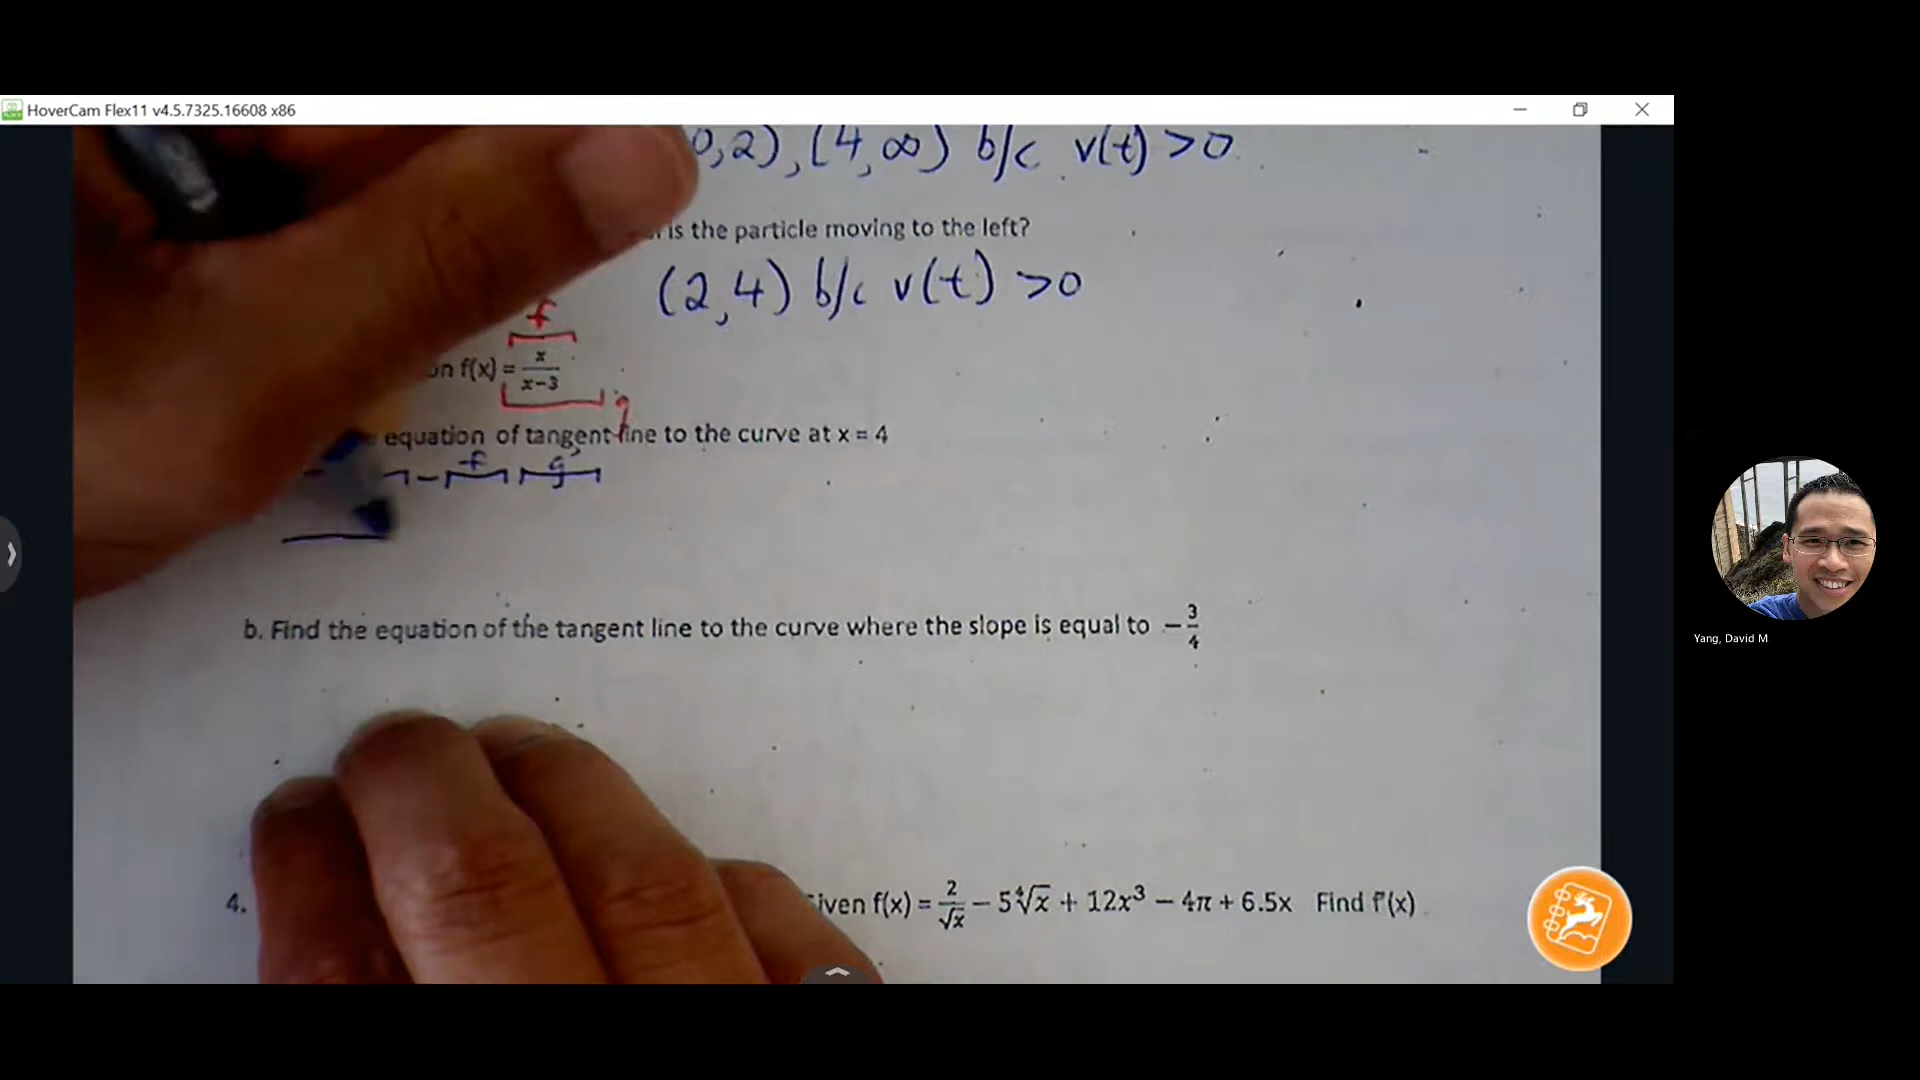 HoverCam Flex11 v4.5.7325.16608 x86
0,2), (4, ∞) b/c v(t) >0
is the particle moving to the left?
(2,4) b/c v(t) >0
f
f(x) = x/(x−3)
g
equation of tangent line to the curve at x = 4
- f g'
b. Find the equation of the tangent line to the curve where the slope is equal to −3/4
Yang, David M
4. f(x) = 2/√x − 5∜x + 12x³ − 4π + 6.5x Find f'(x)